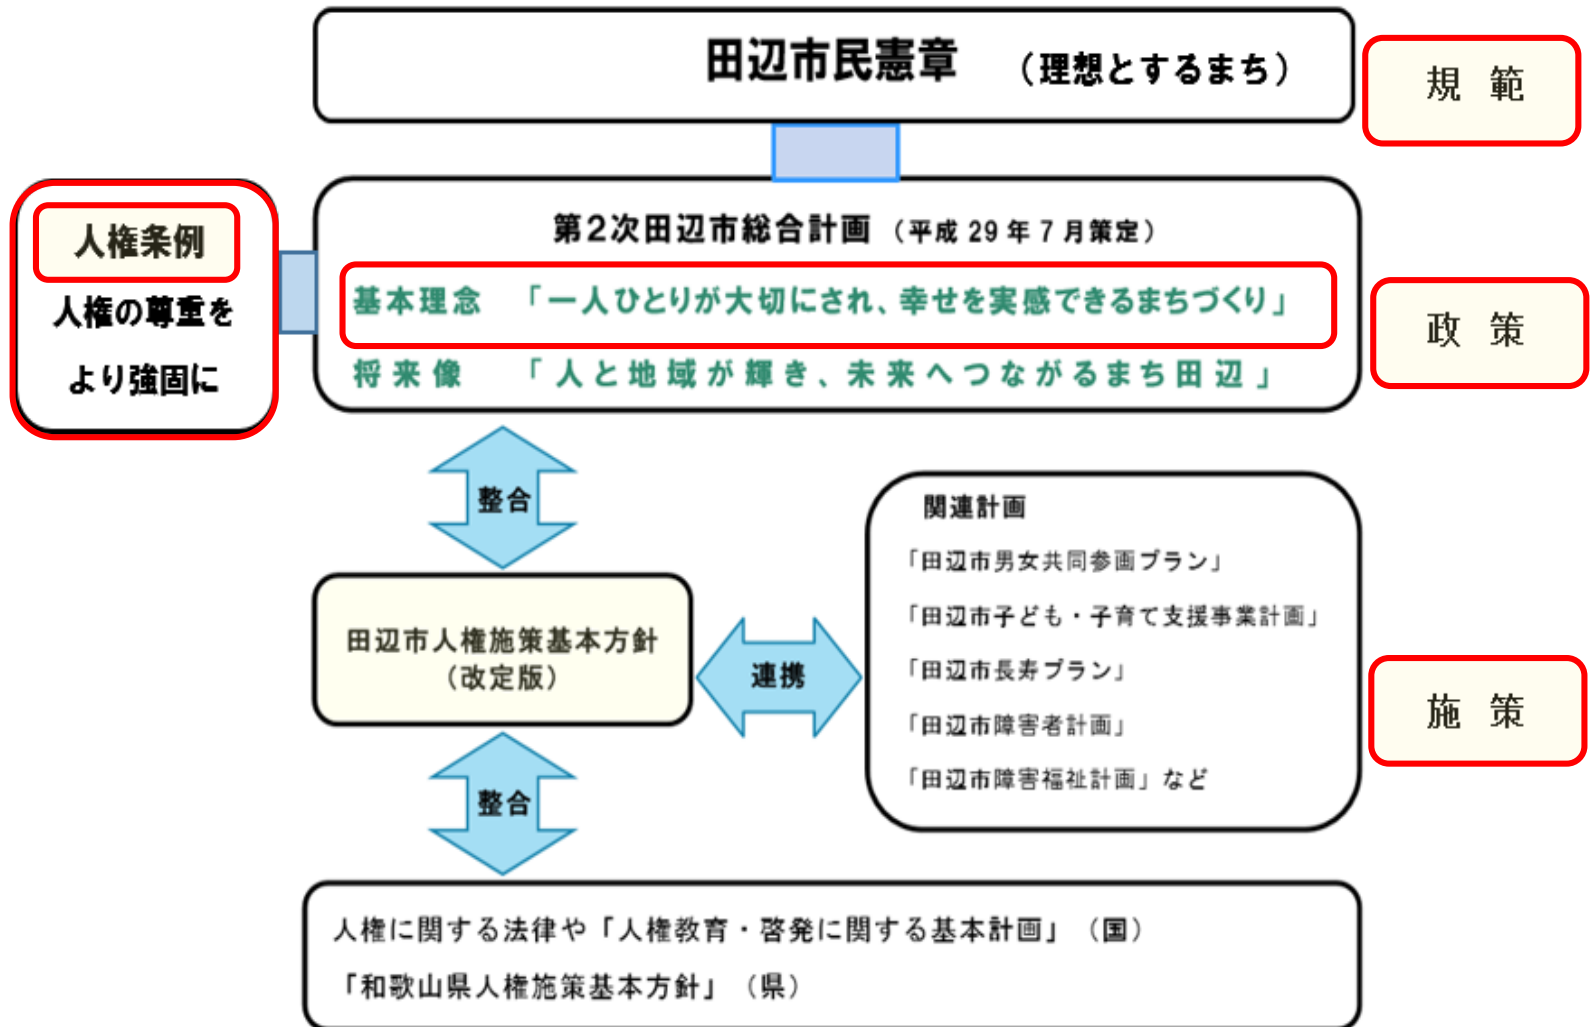 田辺市民憲章 （理想とするまち）
規 範
人権条例
人権の尊重を
より強固に
第２次田辺市総合計画 （平成 29 年 7 月策定）
基本理念 「一人ひとりが大切にされ、幸せを実感できるまちづくり」
将来像 「人と地域が輝き、未来へつながるまち田辺」
政 策
整合
田辺市人権施策基本方針
（改定版）
連携
関連計画
「田辺市男女共同参画プラン」
「田辺市子ども・子育て支援事業計画」
「田辺市長寿プラン」
「田辺市障害者計画」
「田辺市障害福祉計画」など
施 策
整合
人権に関する法律や「人権教育・啓発に関する基本計画」（国）
「和歌山県人権施策基本方針」（県）